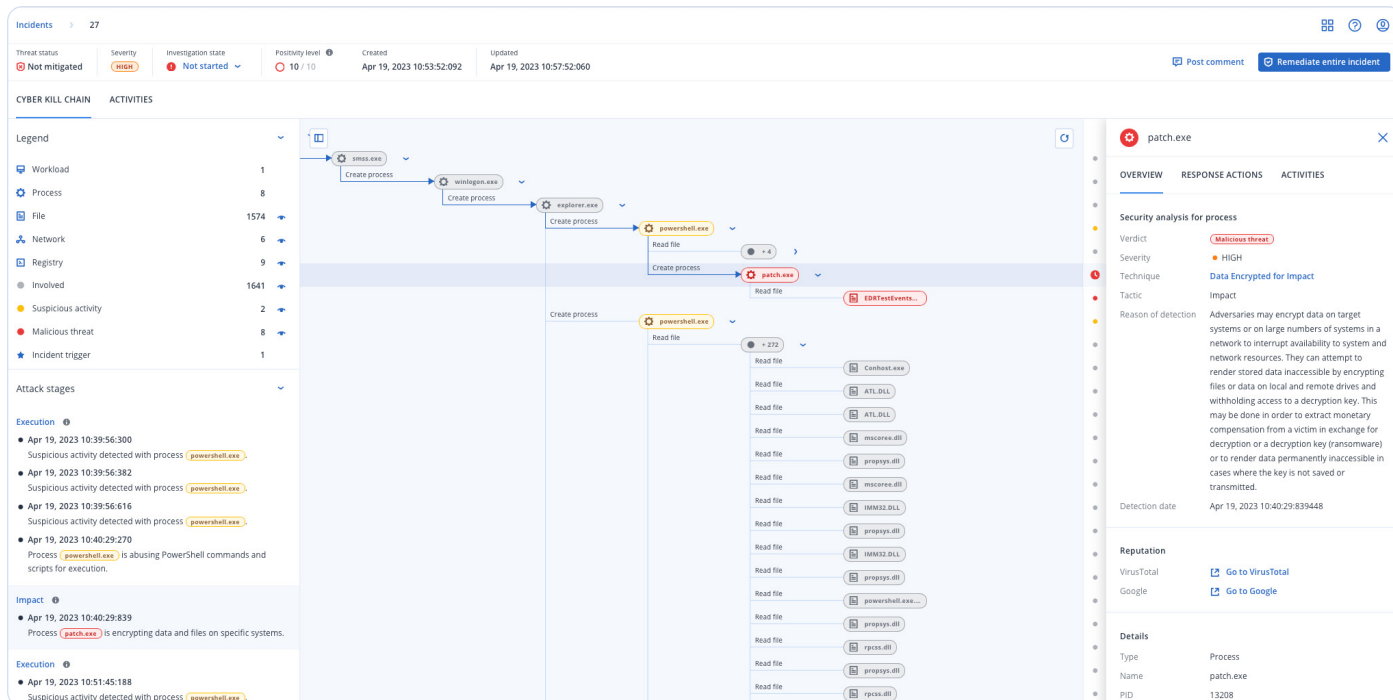 Incidents > 27
Threat status Severity Investigation state Positivity level Created Updated
Not mitigated HIGH Not started 10 / 10 Apr 19, 2023 10:53:52:092 Apr 19, 2023 10:57:52:060
Post comment Remediate entire incident
CYBER KILL CHAIN ACTIVITIES
Legend
Workload 1
Process 8
File 1574
Network 6
Registry 9
Involved 1641
Suspicious activity 2
Malicious threat 8
Incident trigger 1
Attack stages
Execution
Apr 19, 2023 10:39:56:300
Suspicious activity detected with process powershell.exe.
Apr 19, 2023 10:39:56:382
Suspicious activity detected with process powershell.exe.
Apr 19, 2023 10:39:56:616
Suspicious activity detected with process powershell.exe.
Apr 19, 2023 10:40:29:270
Process powershell.exe is abusing PowerShell commands and
scripts for execution.
Impact
Apr 19, 2023 10:40:29:839
Process patch.exe is encrypting data and files on specific systems.
Execution
Apr 19, 2023 10:51:45:188
Suspicious activity detected with process powershell.exe
smss.exe
Create process
winlogon.exe
Create process
explorer.exe
Create process
powershell.exe
Read file
+ 4
Create process
patch.exe
Read file
EDRTestEvents...
Create process
powershell.exe
Read file
+ 272
Read file
Conhost.exe
Read file
ATL.DLL
Read file
ATL.DLL
Read file
mscoree.dll
Read file
propsys.dll
Read file
mscoree.dll
Read file
IMM32.DLL
Read file
propsys.dll
Read file
IMM32.DLL
Read file
propsys.dll
Read file
powershell.exe...
Read file
propsys.dll
Read file
rpcss.dll
Read file
propsys.dll
Read file
rpcss.dll
patch.exe
OVERVIEW RESPONSE ACTIONS ACTIVITIES
Security analysis for process
Verdict Malicious threat
Severity HIGH
Technique Data Encrypted for Impact
Tactic Impact
Reason of detection Adversaries may encrypt data on target
systems or on large numbers of systems in a
network to interrupt availability to system and
network resources. They can attempt to
render stored data inaccessible by encrypting
files or data on local and remote drives and
withholding access to a decryption key. This
may be done in order to extract monetary
compensation from a victim in exchange for
decryption or a decryption key (ransomware)
or to render data permanently inaccessible in
cases where the key is not saved or
transmitted.
Detection date Apr 19, 2023 10:40:29:839448
Reputation
VirusTotal Go to VirusTotal
Google Go to Google
Details
Type Process
Name patch.exe
PID 13208